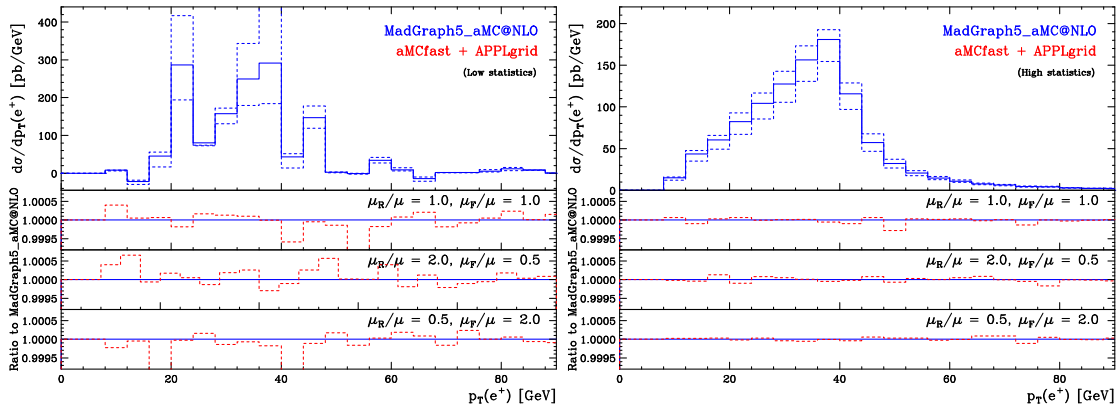 dσ/dp_T(e⁺) [pb/GeV]
400
300
200
100
0
MadGraph5_aMC@NLO
aMCfast + APPLgrid
(Low statistics)
Ratio to MadGraph5_aMC@NLO
1.0005
1.0000
0.9995
μ_R/μ = 1.0, μ_F/μ = 1.0
1.0005
1.0000
0.9995
μ_R/μ = 2.0, μ_F/μ = 0.5
1.0005
1.0000
0.9995
μ_R/μ = 0.5, μ_F/μ = 2.0
0 20 40 60 80
p_T(e⁺) [GeV]
dσ/dp_T(e⁺) [pb/GeV]
200
150
100
50
0
MadGraph5_aMC@NLO
aMCfast + APPLgrid
(High statistics)
Ratio to MadGraph5_aMC@NLO
1.0005
1.0000
0.9995
μ_R/μ = 1.0, μ_F/μ = 1.0
1.0005
1.0000
0.9995
μ_R/μ = 2.0, μ_F/μ = 0.5
1.0005
1.0000
0.9995
μ_R/μ = 0.5, μ_F/μ = 2.0
0 20 40 60 80
p_T(e⁺) [GeV]